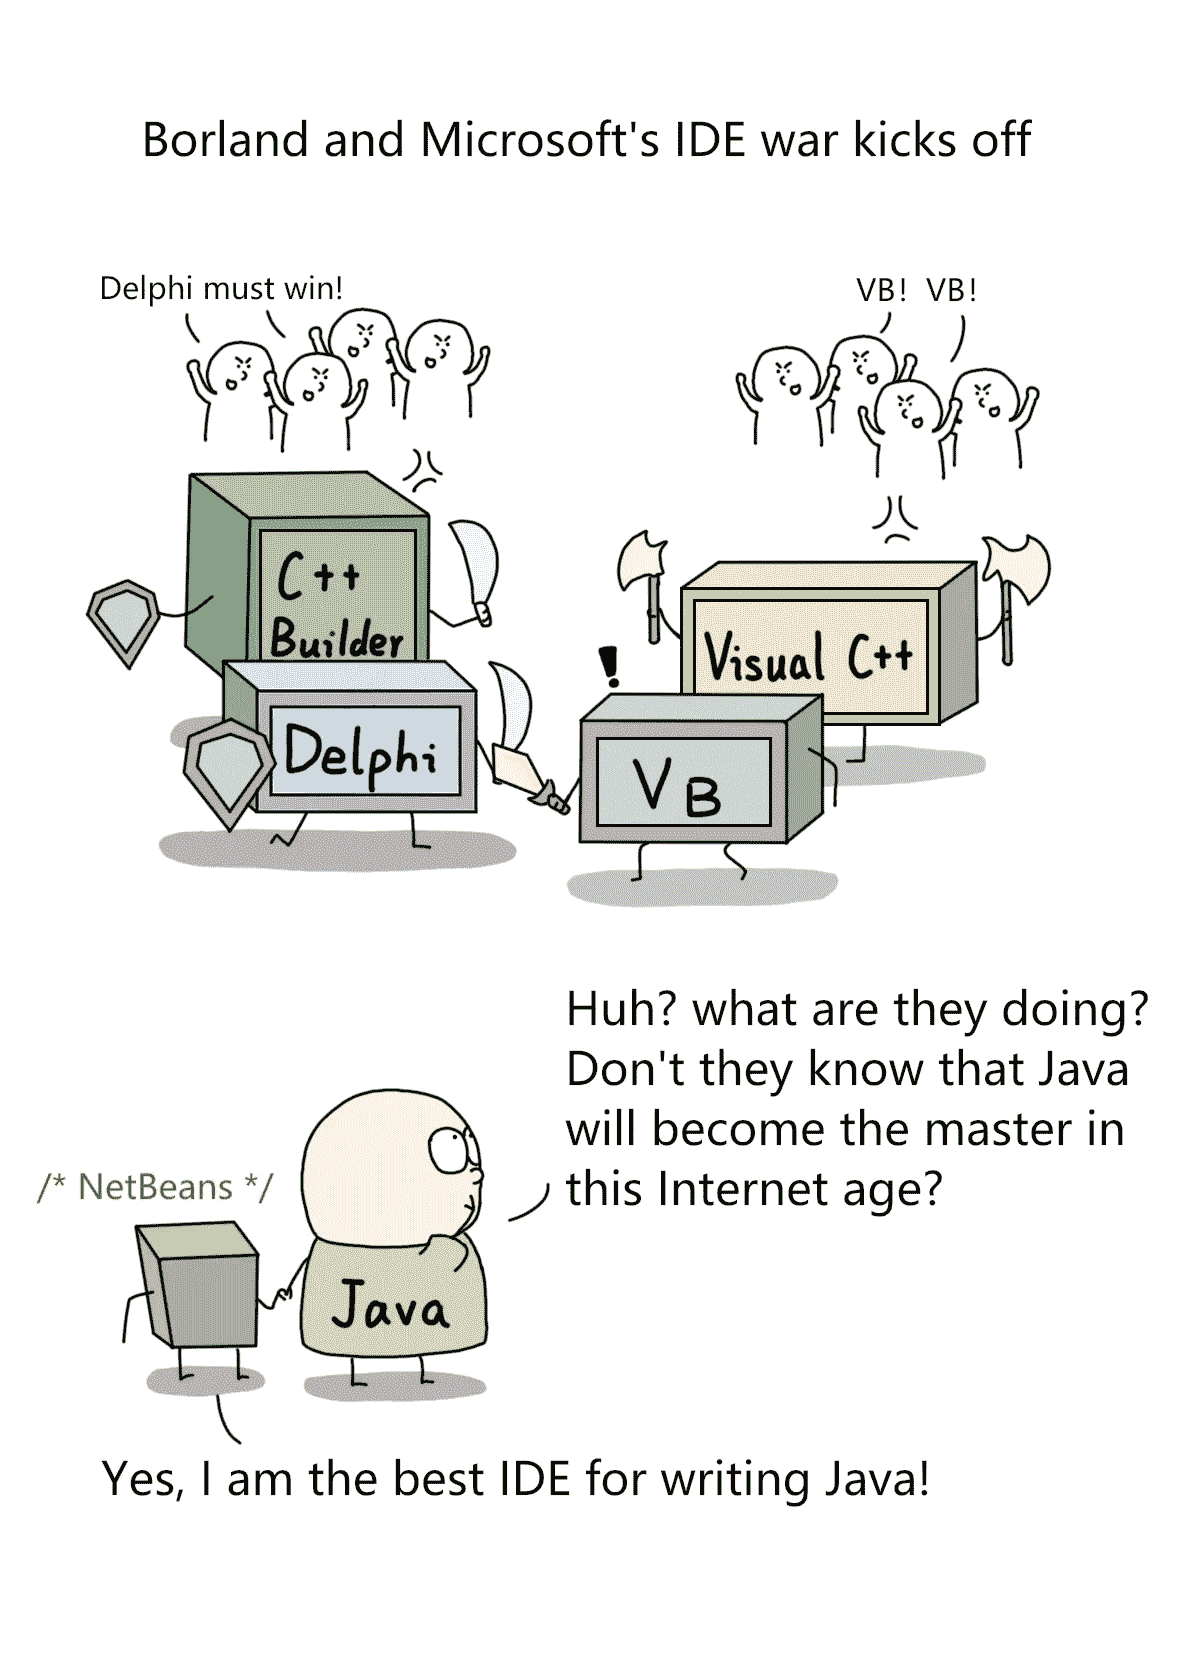 Borland and Microsoft's IDE war kicks off
Delphi must win!
VB! VB!
C++
Builder
Visual C++
Delphi
VB
Huh? what are they doing?
Don't they know that Java
will become the master in
this Internet age?
/* NetBeans */
Java
Yes, I am the best IDE for writing Java!